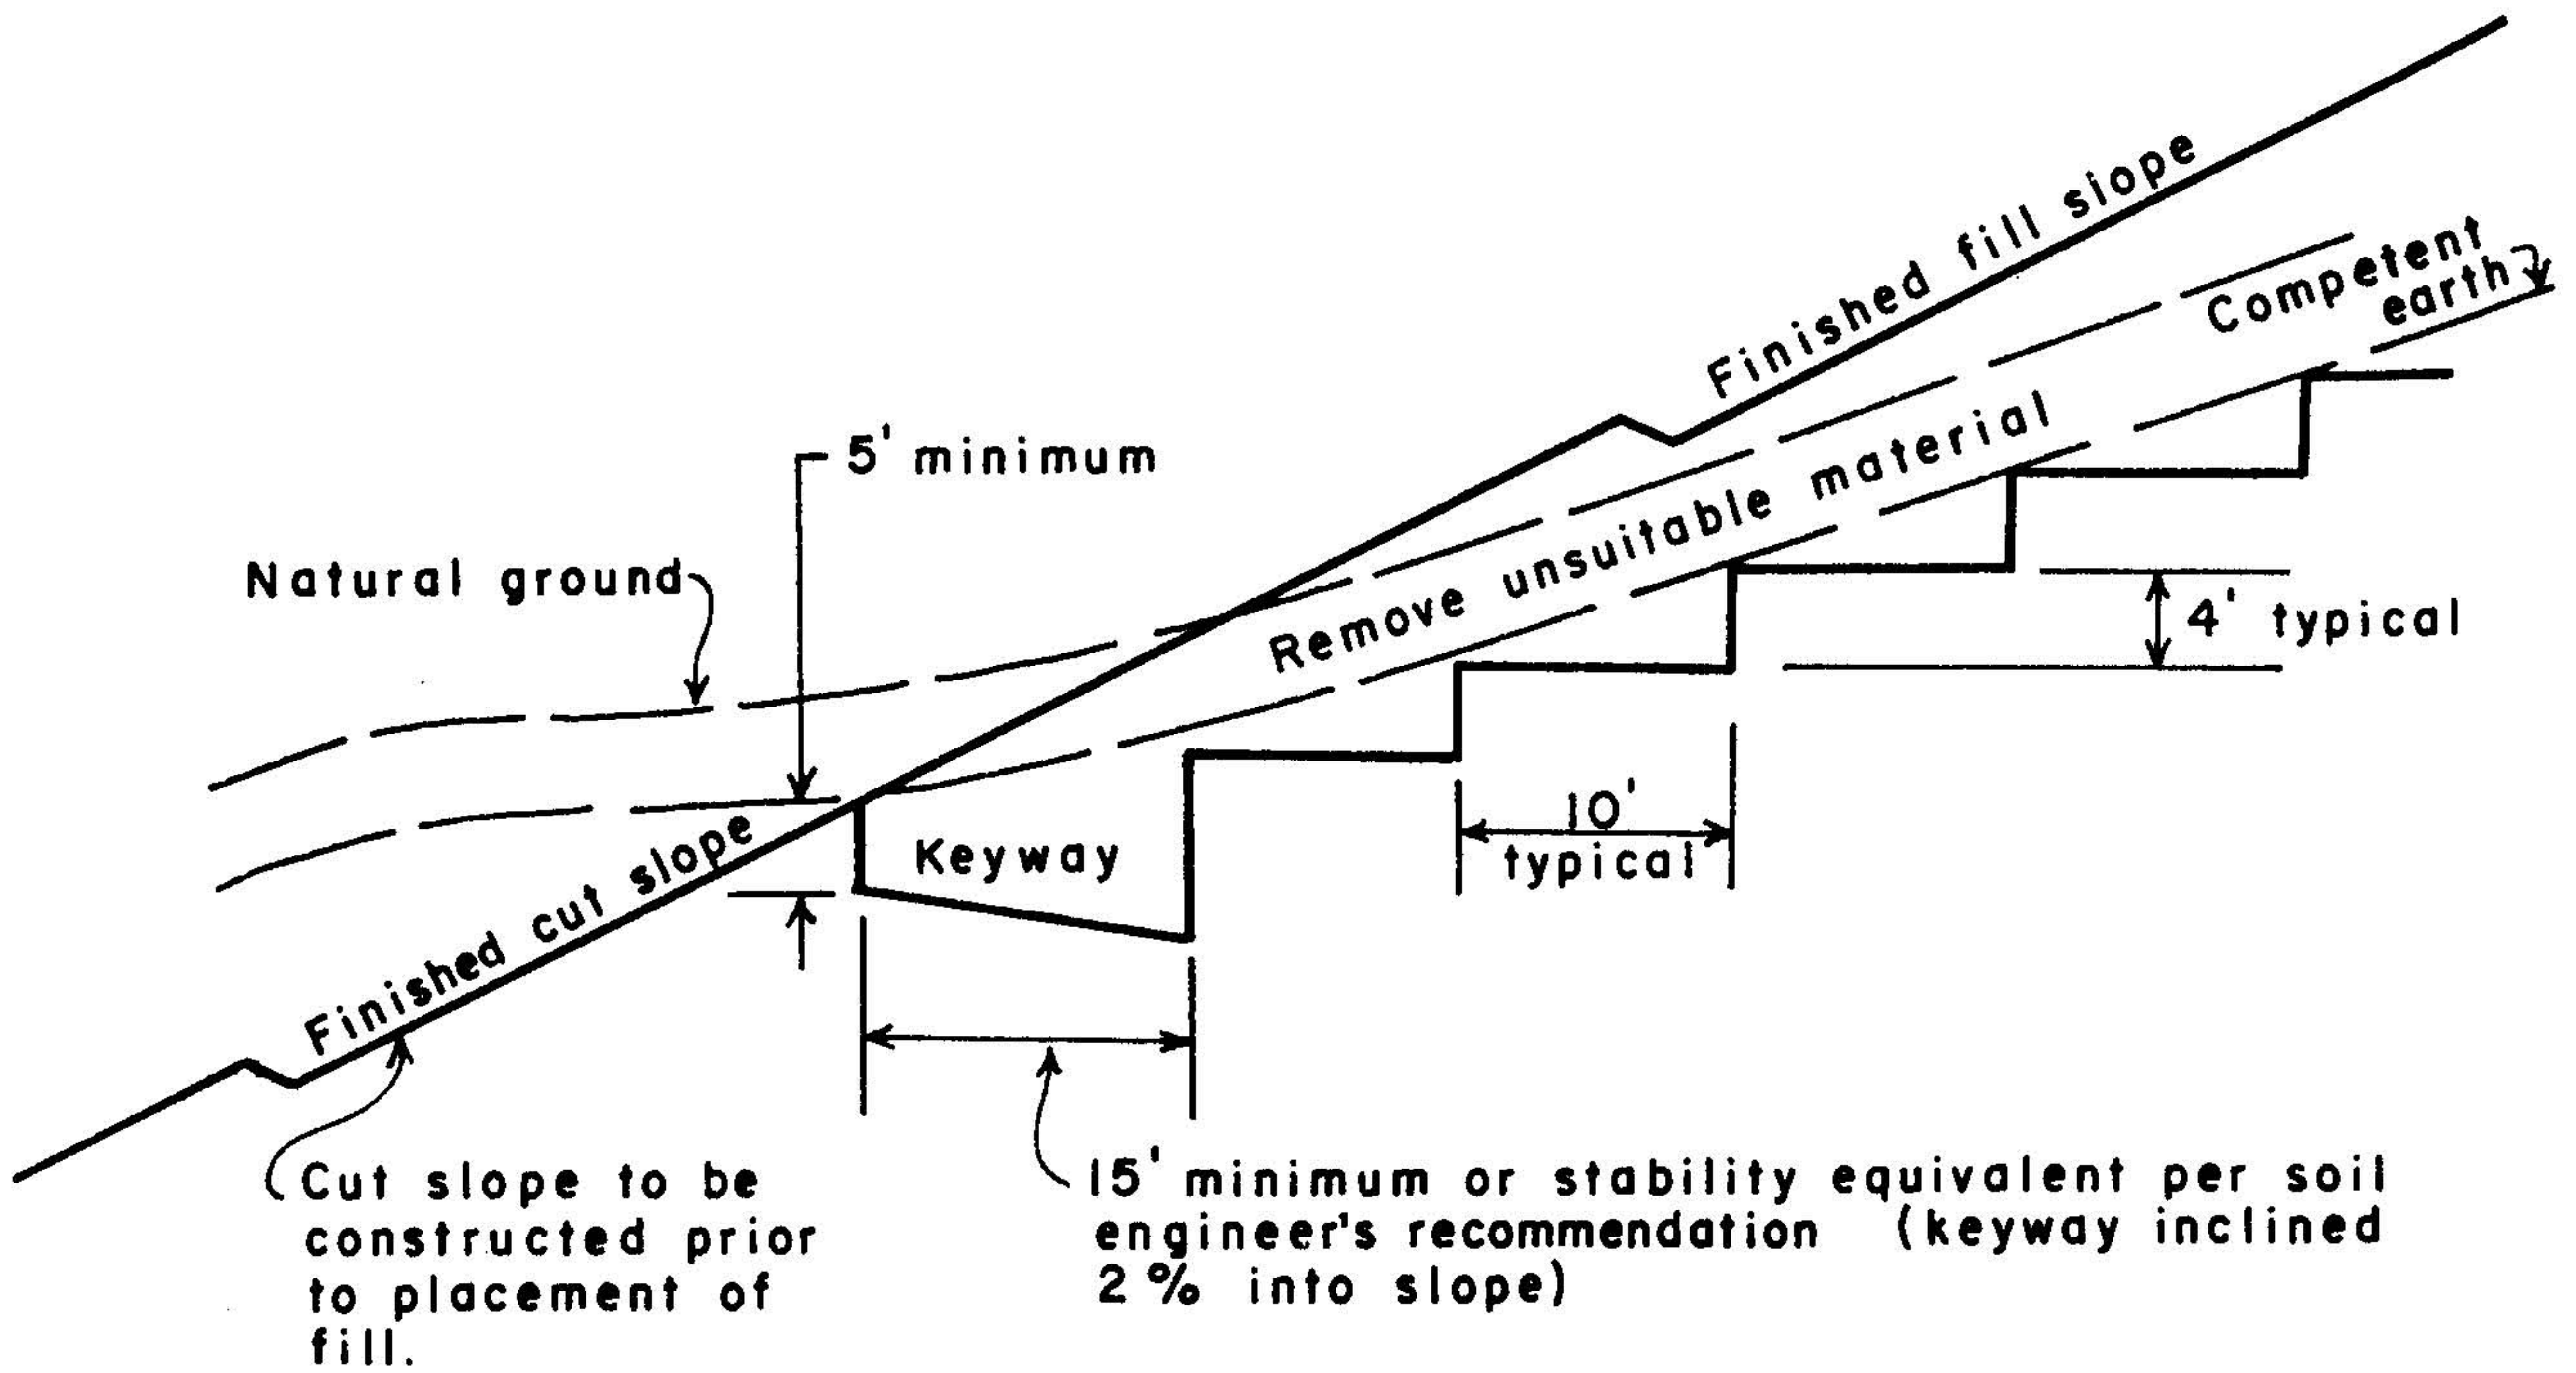 Finished fill slope
Competent
earth
Remove unsuitable material
5' minimum
Natural ground
4' typical
10'
typical
Keyway
Finished cut slope
Cut slope to be
constructed prior
to placement of
fill.
15' minimum or stability equivalent per soil
engineer's recommendation (keyway inclined
2% into slope)